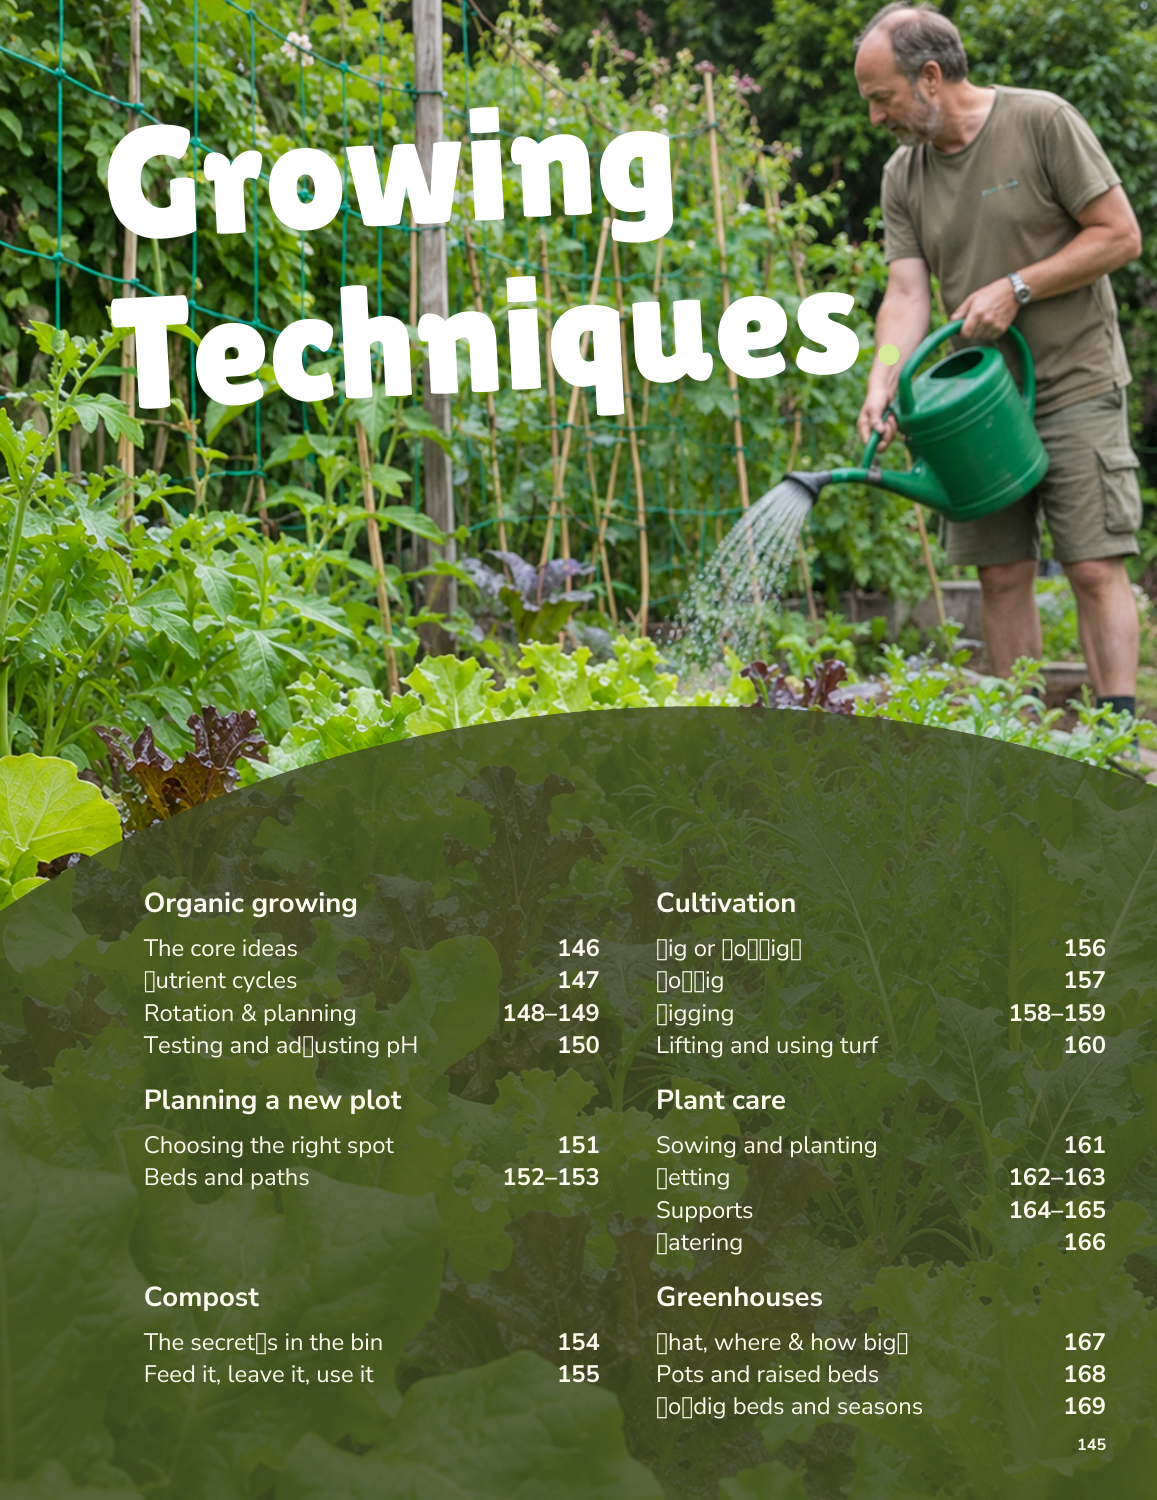 Growing
Techniques.
Organic growing
The core ideas 146
cycles 147
Rotation & planning 148–149
Testing and pH 150
Planning a new plot
Choosing the right spot 151
Beds and paths 152–153
Compost
The in the bin 154
Feed it, leave it, use it 155
Cultivation
or 156
157
158–159
Lifting and using turf 160
Plant care
Sowing and planting 161
162–163
Supports 164–165
166
Greenhouses
where & how 167
Pots and raised beds 168
beds and seasons 169
145